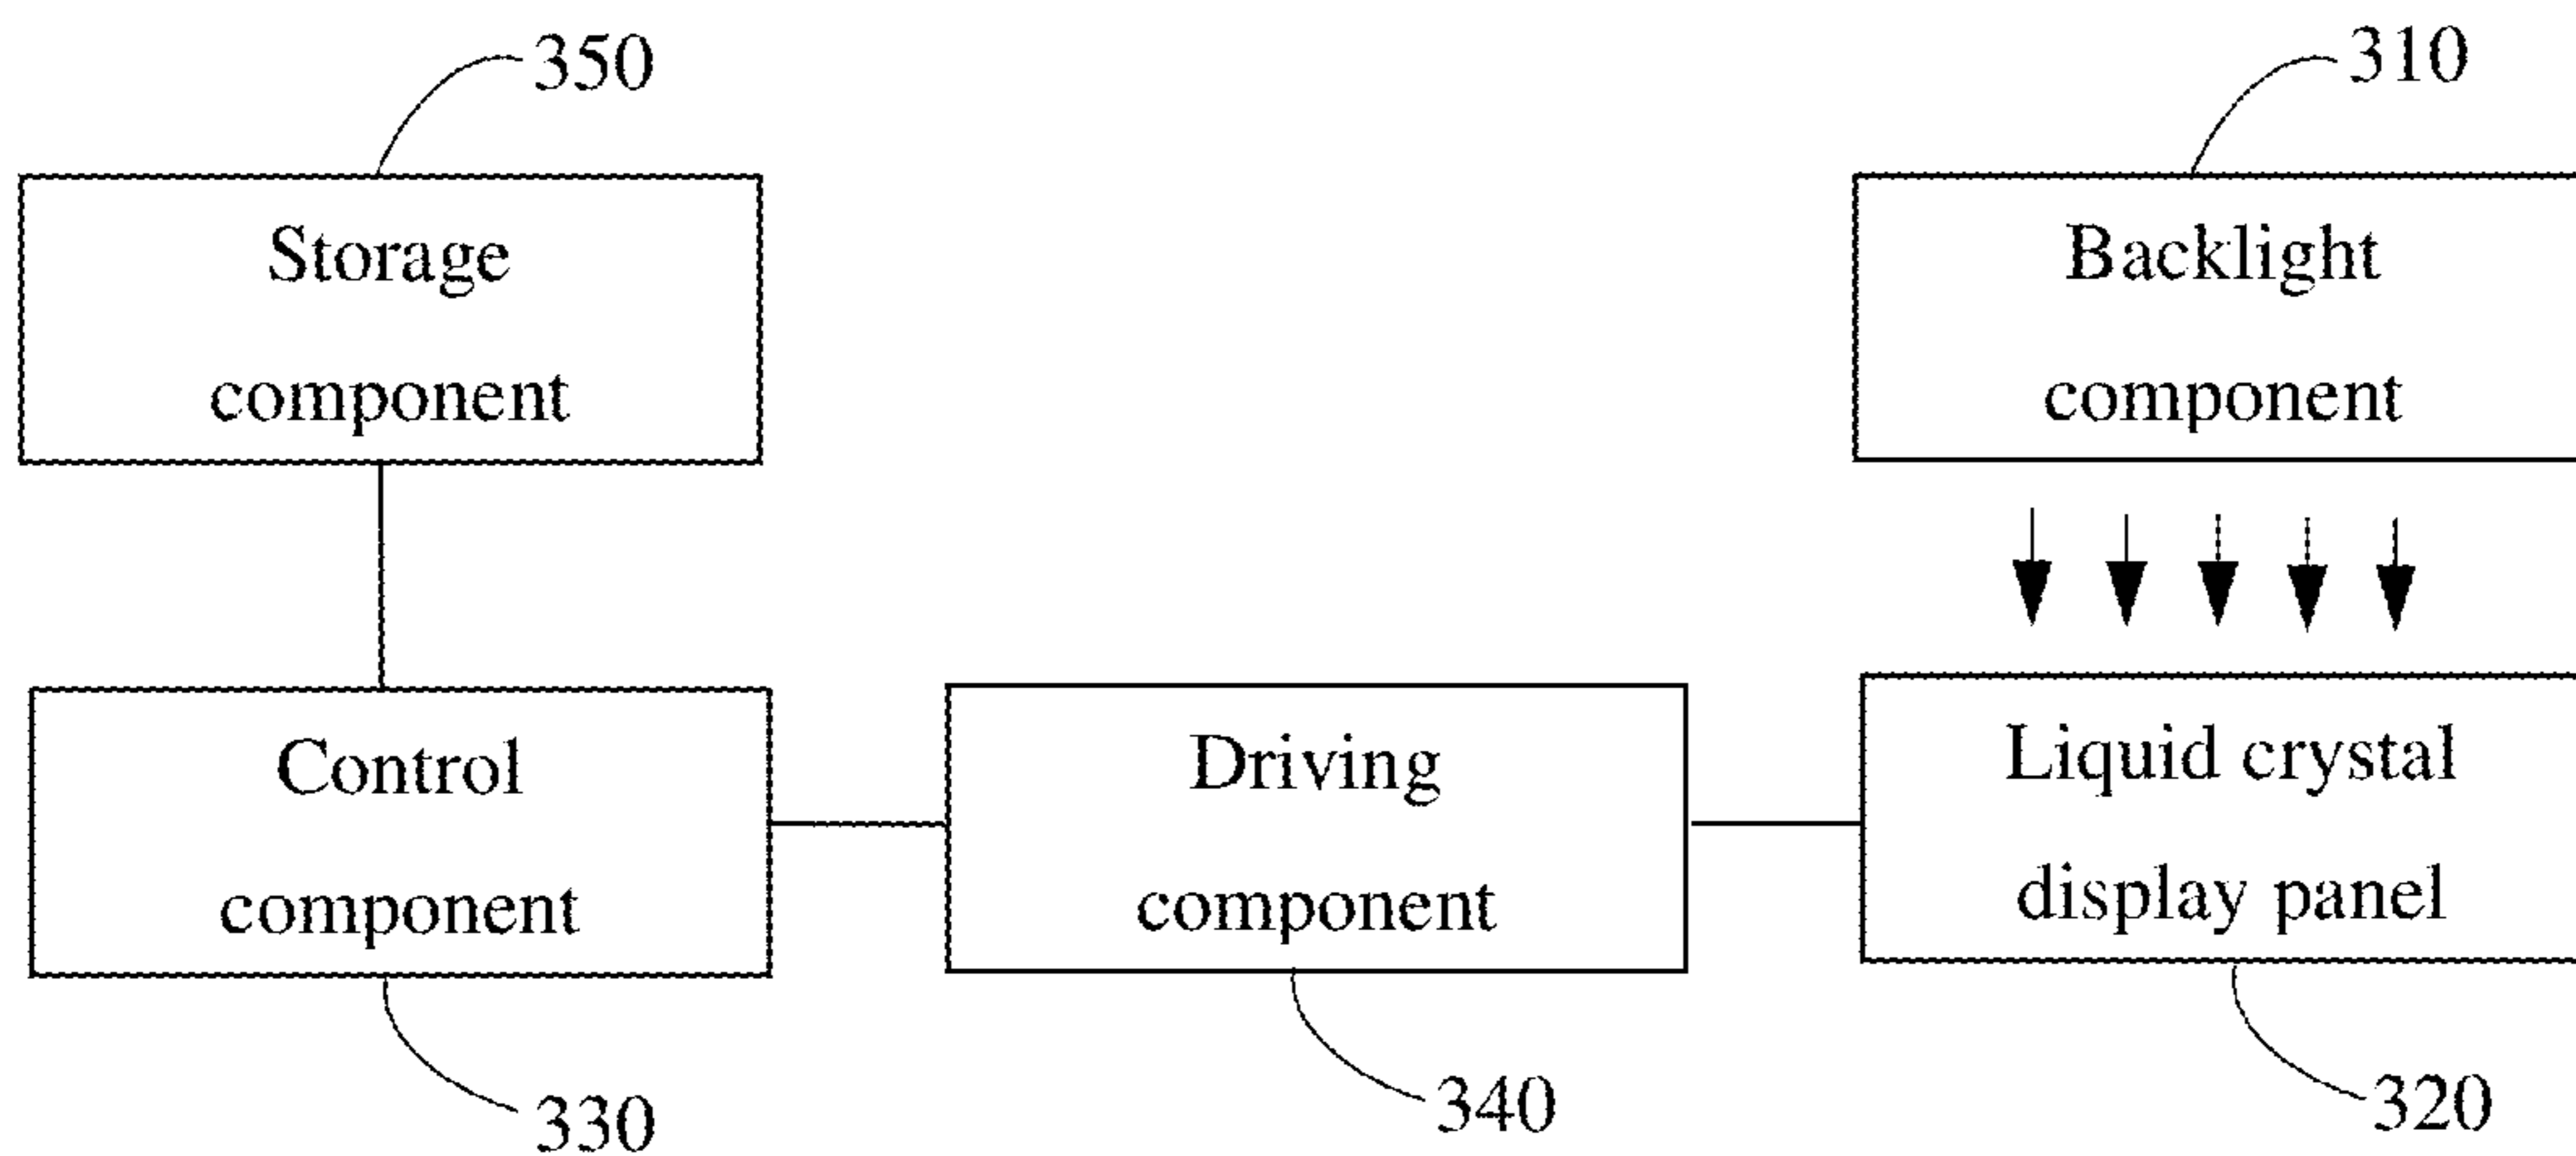 350
310
Storage
component
Backlight
component
Control
component
Driving
component
Liquid crystal
display panel
330
340
320